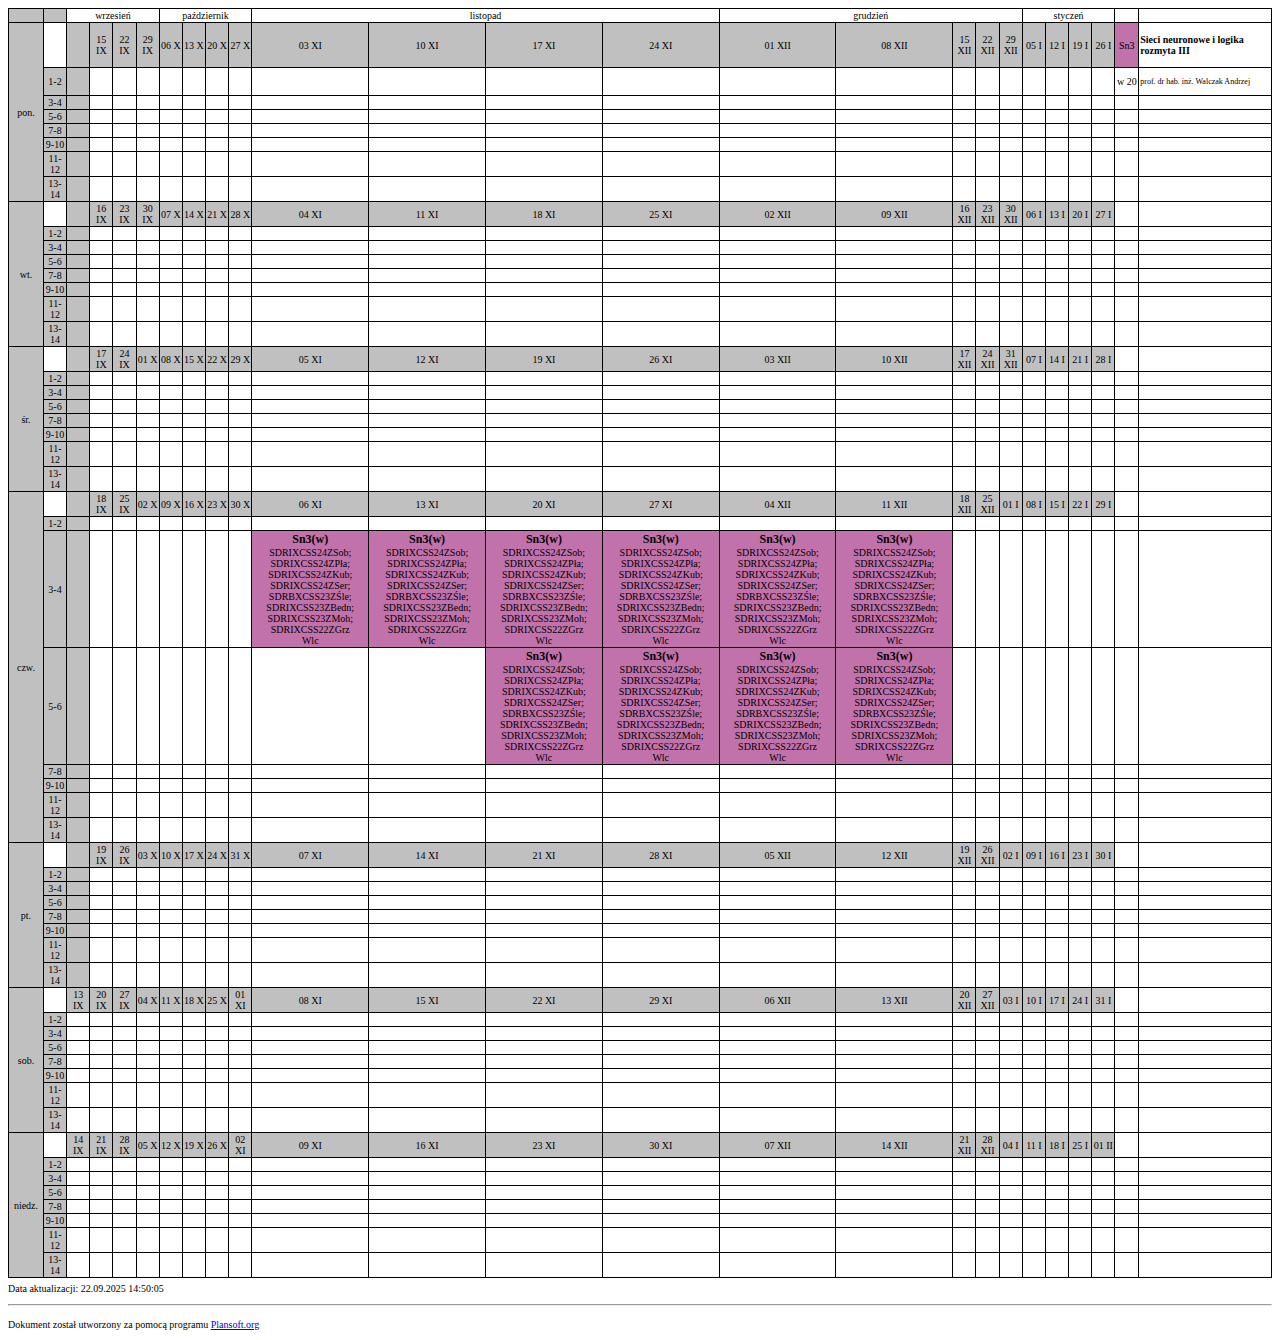 wrzesień październik listopad grudzień styczeń
pon. 15 IX 22 IX 29 IX 06 X 13 X 20 X 27 X 03 XI 10 XI 17 XI 24 XI 01 XII 08 XII 15 XII 22 XII 29 XII 05 I 12 I 19 I 26 I Sn3 Sieci neuronowe i logika rozmyta III
1-2 w 20 prof. dr hab. inż. Walczak Andrzej
3-4
5-6
7-8
9-10
11-12
13-14
wt. 16 IX 23 IX 30 IX 07 X 14 X 21 X 28 X 04 XI 11 XI 18 XI 25 XI 02 XII 09 XII 16 XII 23 XII 30 XII 06 I 13 I 20 I 27 I
1-2
3-4
5-6
7-8
9-10
11-12
13-14
śr. 17 IX 24 IX 01 X 08 X 15 X 22 X 29 X 05 XI 12 XI 19 XI 26 XI 03 XII 10 XII 17 XII 24 XII 31 XII 07 I 14 I 21 I 28 I
1-2
3-4
5-6
7-8
9-10
11-12
13-14
czw. 18 IX 25 IX 02 X 09 X 16 X 23 X 30 X 06 XI 13 XI 20 XI 27 XI 04 XII 11 XII 18 XII 25 XII 01 I 08 I 15 I 22 I 29 I
1-2
3-4
Sn3(w) Sn3(w) Sn3(w) Sn3(w) Sn3(w) Sn3(w)
SDRIXCSS24ZSob; SDRIXCSS24ZSob; SDRIXCSS24ZSob; SDRIXCSS24ZSob; SDRIXCSS24ZSob; SDRIXCSS24ZSob;
SDRIXCSS24ZPła; SDRIXCSS24ZPła; SDRIXCSS24ZPła; SDRIXCSS24ZPła; SDRIXCSS24ZPła; SDRIXCSS24ZPła;
SDRIXCSS24ZKub; SDRIXCSS24ZKub; SDRIXCSS24ZKub; SDRIXCSS24ZKub; SDRIXCSS24ZKub; SDRIXCSS24ZKub;
SDRIXCSS24ZSer; SDRIXCSS24ZSer; SDRIXCSS24ZSer; SDRIXCSS24ZSer; SDRIXCSS24ZSer; SDRIXCSS24ZSer;
SDRBXCSS23ZŚle; SDRBXCSS23ZŚle; SDRBXCSS23ZŚle; SDRBXCSS23ZŚle; SDRBXCSS23ZŚle; SDRBXCSS23ZŚle;
SDRIXCSS23ZBedn; SDRIXCSS23ZBedn; SDRIXCSS23ZBedn; SDRIXCSS23ZBedn; SDRIXCSS23ZBedn; SDRIXCSS23ZBedn;
SDRIXCSS23ZMoh; SDRIXCSS23ZMoh; SDRIXCSS23ZMoh; SDRIXCSS23ZMoh; SDRIXCSS23ZMoh; SDRIXCSS23ZMoh;
SDRIXCSS22ZGrz SDRIXCSS22ZGrz SDRIXCSS22ZGrz SDRIXCSS22ZGrz SDRIXCSS22ZGrz SDRIXCSS22ZGrz
Wlc Wlc Wlc Wlc Wlc Wlc
5-6
Sn3(w) Sn3(w) Sn3(w) Sn3(w)
SDRIXCSS24ZSob; SDRIXCSS24ZSob; SDRIXCSS24ZSob; SDRIXCSS24ZSob;
SDRIXCSS24ZPła; SDRIXCSS24ZPła; SDRIXCSS24ZPła; SDRIXCSS24ZPła;
SDRIXCSS24ZKub; SDRIXCSS24ZKub; SDRIXCSS24ZKub; SDRIXCSS24ZKub;
SDRIXCSS24ZSer; SDRIXCSS24ZSer; SDRIXCSS24ZSer; SDRIXCSS24ZSer;
SDRBXCSS23ZŚle; SDRBXCSS23ZŚle; SDRBXCSS23ZŚle; SDRBXCSS23ZŚle;
SDRIXCSS23ZBedn; SDRIXCSS23ZBedn; SDRIXCSS23ZBedn; SDRIXCSS23ZBedn;
SDRIXCSS23ZMoh; SDRIXCSS23ZMoh; SDRIXCSS23ZMoh; SDRIXCSS23ZMoh;
SDRIXCSS22ZGrz SDRIXCSS22ZGrz SDRIXCSS22ZGrz SDRIXCSS22ZGrz
Wlc Wlc Wlc Wlc
7-8
9-10
11-12
13-14
pt. 19 IX 26 IX 03 X 10 X 17 X 24 X 31 X 07 XI 14 XI 21 XI 28 XI 05 XII 12 XII 19 XII 26 XII 02 I 09 I 16 I 23 I 30 I
1-2
3-4
5-6
7-8
9-10
11-12
13-14
sob. 13 IX 20 IX 27 IX 04 X 11 X 18 X 25 X 01 XI 08 XI 15 XI 22 XI 29 XI 06 XII 13 XII 20 XII 27 XII 03 I 10 I 17 I 24 I 31 I
1-2
3-4
5-6
7-8
9-10
11-12
13-14
niedz. 14 IX 21 IX 28 IX 05 X 12 X 19 X 26 X 02 XI 09 XI 16 XI 23 XI 30 XI 07 XII 14 XII 21 XII 28 XII 04 I 11 I 18 I 25 I 01 II
1-2
3-4
5-6
7-8
9-10
11-12
13-14
Data aktualizacji: 22.09.2025 14:50:05
Dokument został utworzony za pomocą programu Plansoft.org